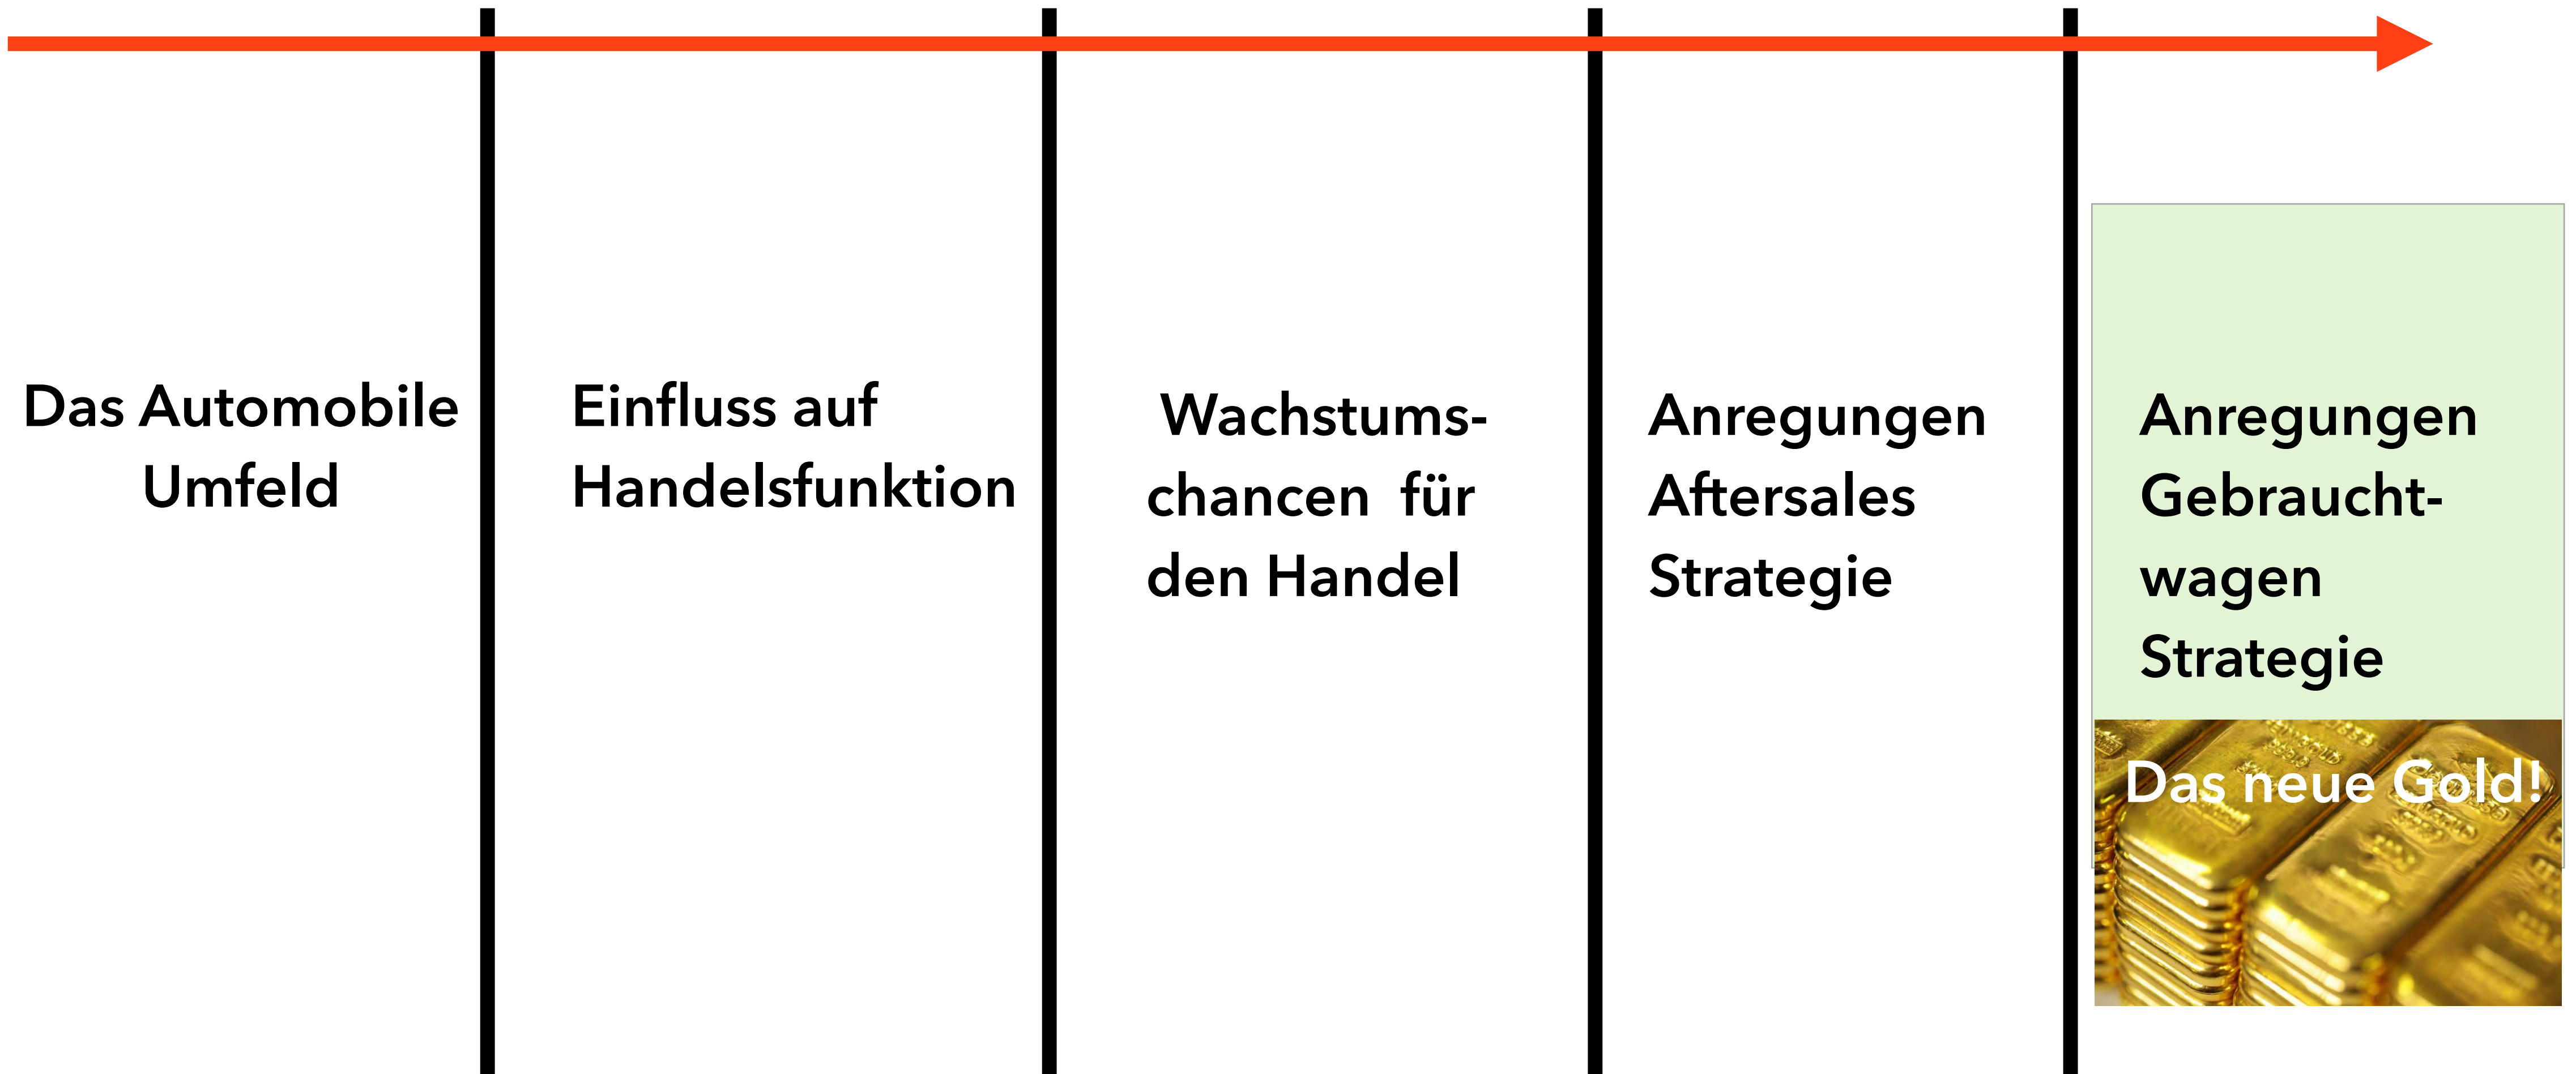 Das Automobile
Umfeld
Einfluss auf
Handelsfunktion
Wachstums-
chancen für
den Handel
Anregungen
Aftersales
Strategie
Anregungen
Gebraucht-
wagen
Strategie
Das neue Gold!